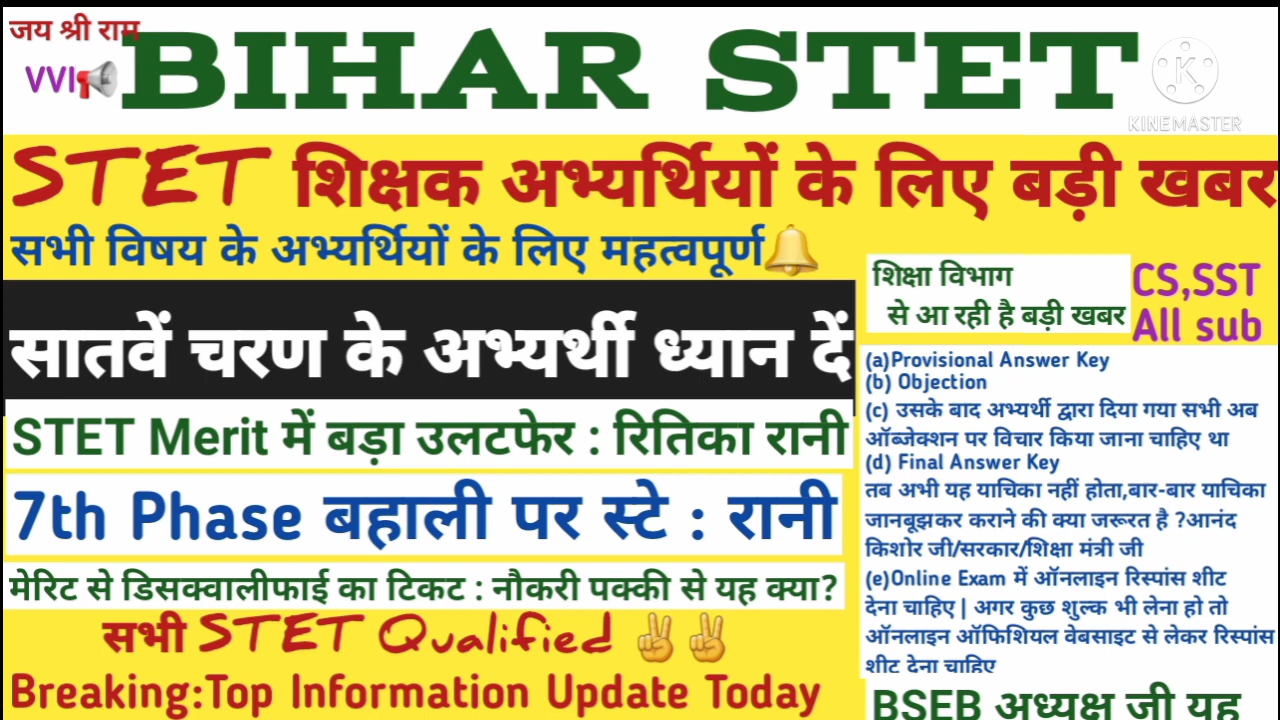 जय श्री राम
VVI
BIHAR STET
KINEMASTER
STET शिक्षक अभ्यर्थियों के लिए बड़ी खबर
सभी विषय के अभ्यर्थियों के लिए महत्वपूर्ण
सातवें चरण के अभ्यर्थी ध्यान दें
STET Merit में बड़ा उलटफेर : रितिका रानी
7th Phase बहाली पर स्टे : रानी
मेरिट से डिसक्वालीफाई का टिकट : नौकरी पक्की से यह क्या?
सभी STET Qualified
Breaking:Top Information Update Today
शिक्षा विभाग
से आ रही है बड़ी खबर
CS,SST
All sub
(a)Provisional Answer Key
(b) Objection
(c) उसके बाद अभ्यर्थी द्वारा दिया गया सभी अब
ऑब्जेक्शन पर विचार किया जाना चाहिए था
(d) Final Answer Key
तब अभी यह याचिका नहीं होता,बार-बार याचिका
जानबूझकर कराने की क्या जरूरत है ?आनंद
किशोर जी/सरकार/शिक्षा मंत्री जी
(e)Online Exam में ऑनलाइन रिस्पांस शीट
देना चाहिए | अगर कुछ शुल्क भी लेना हो तो
ऑनलाइन ऑफिशियल वेबसाइट से लेकर रिस्पांस
शीट देना चाहिए
BSEB अध्यक्ष जी यह